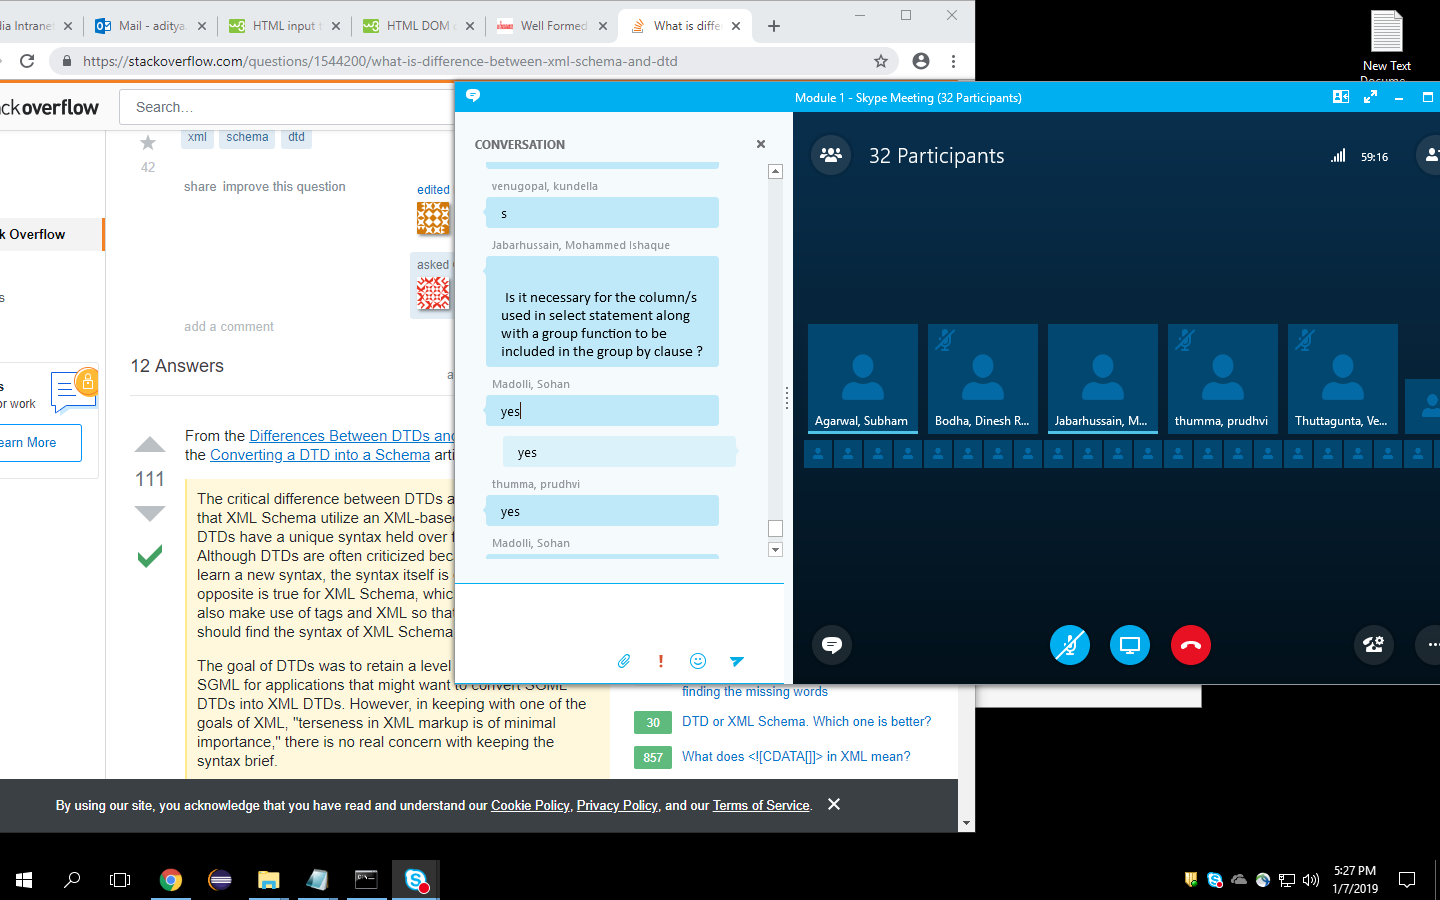 dia Intranet
Mail - aditya.
HTML input t
HTML DOM
Well Formed
What is diffe
https://stackoverflow.com/questions/1544200/what-is-difference-between-xml-schema-and-dtd
New Text
ck overflow
Search...
Module 1 - Skype Meeting (32 Participants)
xml
schema
dtd
42
share
improve this question
edited
asked
add a comment
k Overflow
s
s
or work
earn More
12 Answers
a
111
From the Differences Between DTDs and
the Converting a DTD into a Schema arti
The critical difference between DTDs a
that XML Schema utilize an XML-based
DTDs have a unique syntax held over f
Although DTDs are often criticized bec
learn a new syntax, the syntax itself is
opposite is true for XML Schema, whic
also make use of tags and XML so that
should find the syntax of XML Schema
The goal of DTDs was to retain a level
SGML for applications that might want to convert SGML
DTDs into XML DTDs. However, in keeping with one of the
goals of XML, "terseness in XML markup is of minimal
importance," there is no real concern with keeping the
syntax brief.
finding the missing words
30
DTD or XML Schema. Which one is better?
857
What does <![CDATA[]]> in XML mean?
By using our site, you acknowledge that you have read and understand our Cookie Policy, Privacy Policy, and our Terms of Service.
CONVERSATION
venugopal, kundella
s
Jabarhussain, Mohammed Ishaque
Is it necessary for the column/s
used in select statement along
with a group function to be
included in the group by clause ?
Madolli, Sohan
yes
yes
thumma, prudhvi
yes
Madolli, Sohan
32 Participants
59:16
Agarwal, Subham
Bodha, Dinesh R...
Jabarhussain, M...
thumma, prudhvi
Thuttagunta, Ve...
5:27 PM
1/7/2019